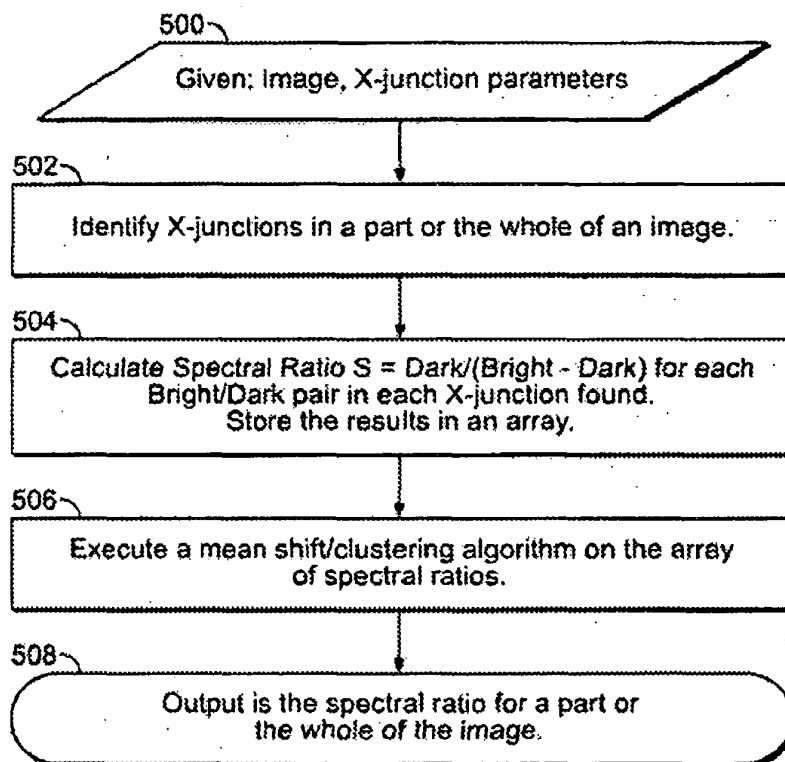 500
Given: Image, X-junction parameters
502
Identify X-junctions in a part or the whole of an image.
504
Calculate Spectral Ratio S = Dark/(Bright - Dark) for each
Bright/Dark pair in each X-junction found.
Store the results in an array.
506
Execute a mean shift/clustering algorithm on the array
of spectral ratios.
508
Output is the spectral ratio for a part or
the whole of the image.